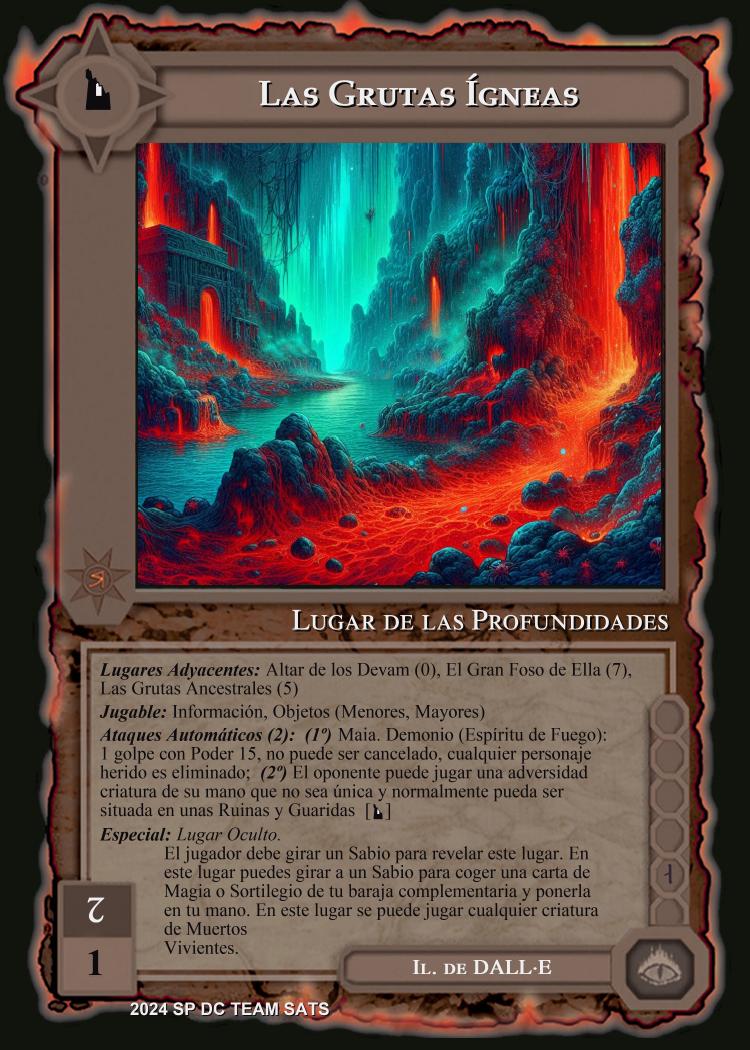 Las Grutas Ígneas
Lugar de las Profundidades
Lugares Adyacentes: Altar de los Devam (0), El Gran Foso de Ella (7),
Las Grutas Ancestrales (5)
Jugable: Información, Objetos (Menores, Mayores)
Ataques Automáticos (2): (1º) Maia. Demonio (Espíritu de Fuego):
1 golpe con Poder 15, no puede ser cancelado, cualquier personaje
herido es eliminado; (2º) El oponente puede jugar una adversidad
criatura de su mano que no sea única y normalmente pueda ser
situada en unas Ruinas y Guaridas [ ]
Especial: Lugar Oculto.
El jugador debe girar un Sabio para revelar este lugar. En
este lugar puedes girar a un Sabio para coger una carta de
Magia o Sortilegio de tu baraja complementaria y ponerla
en tu mano. En este lugar se puede jugar cualquier criatura
de Muertos
Vivientes.
1
Il. de DALL·E
2024 SP DC TEAM SATS